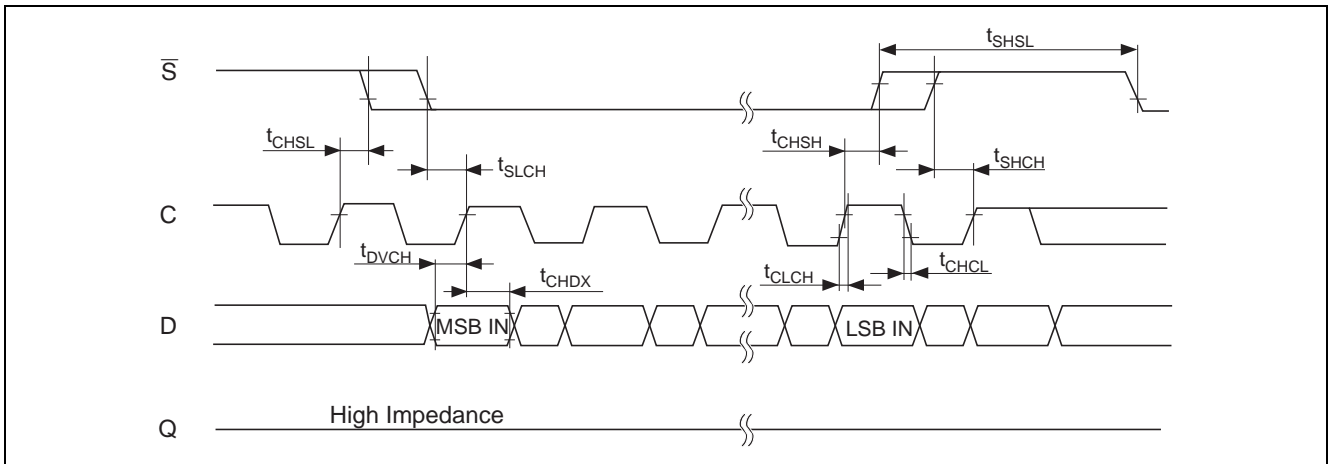 tSHSL
S̅
tCHSL
tSLCH
tCHSH
tSHCH
C
tDVCH
tCHDX
tCLCH
tCHCL
D
MSB IN
LSB IN
High Impedance
Q